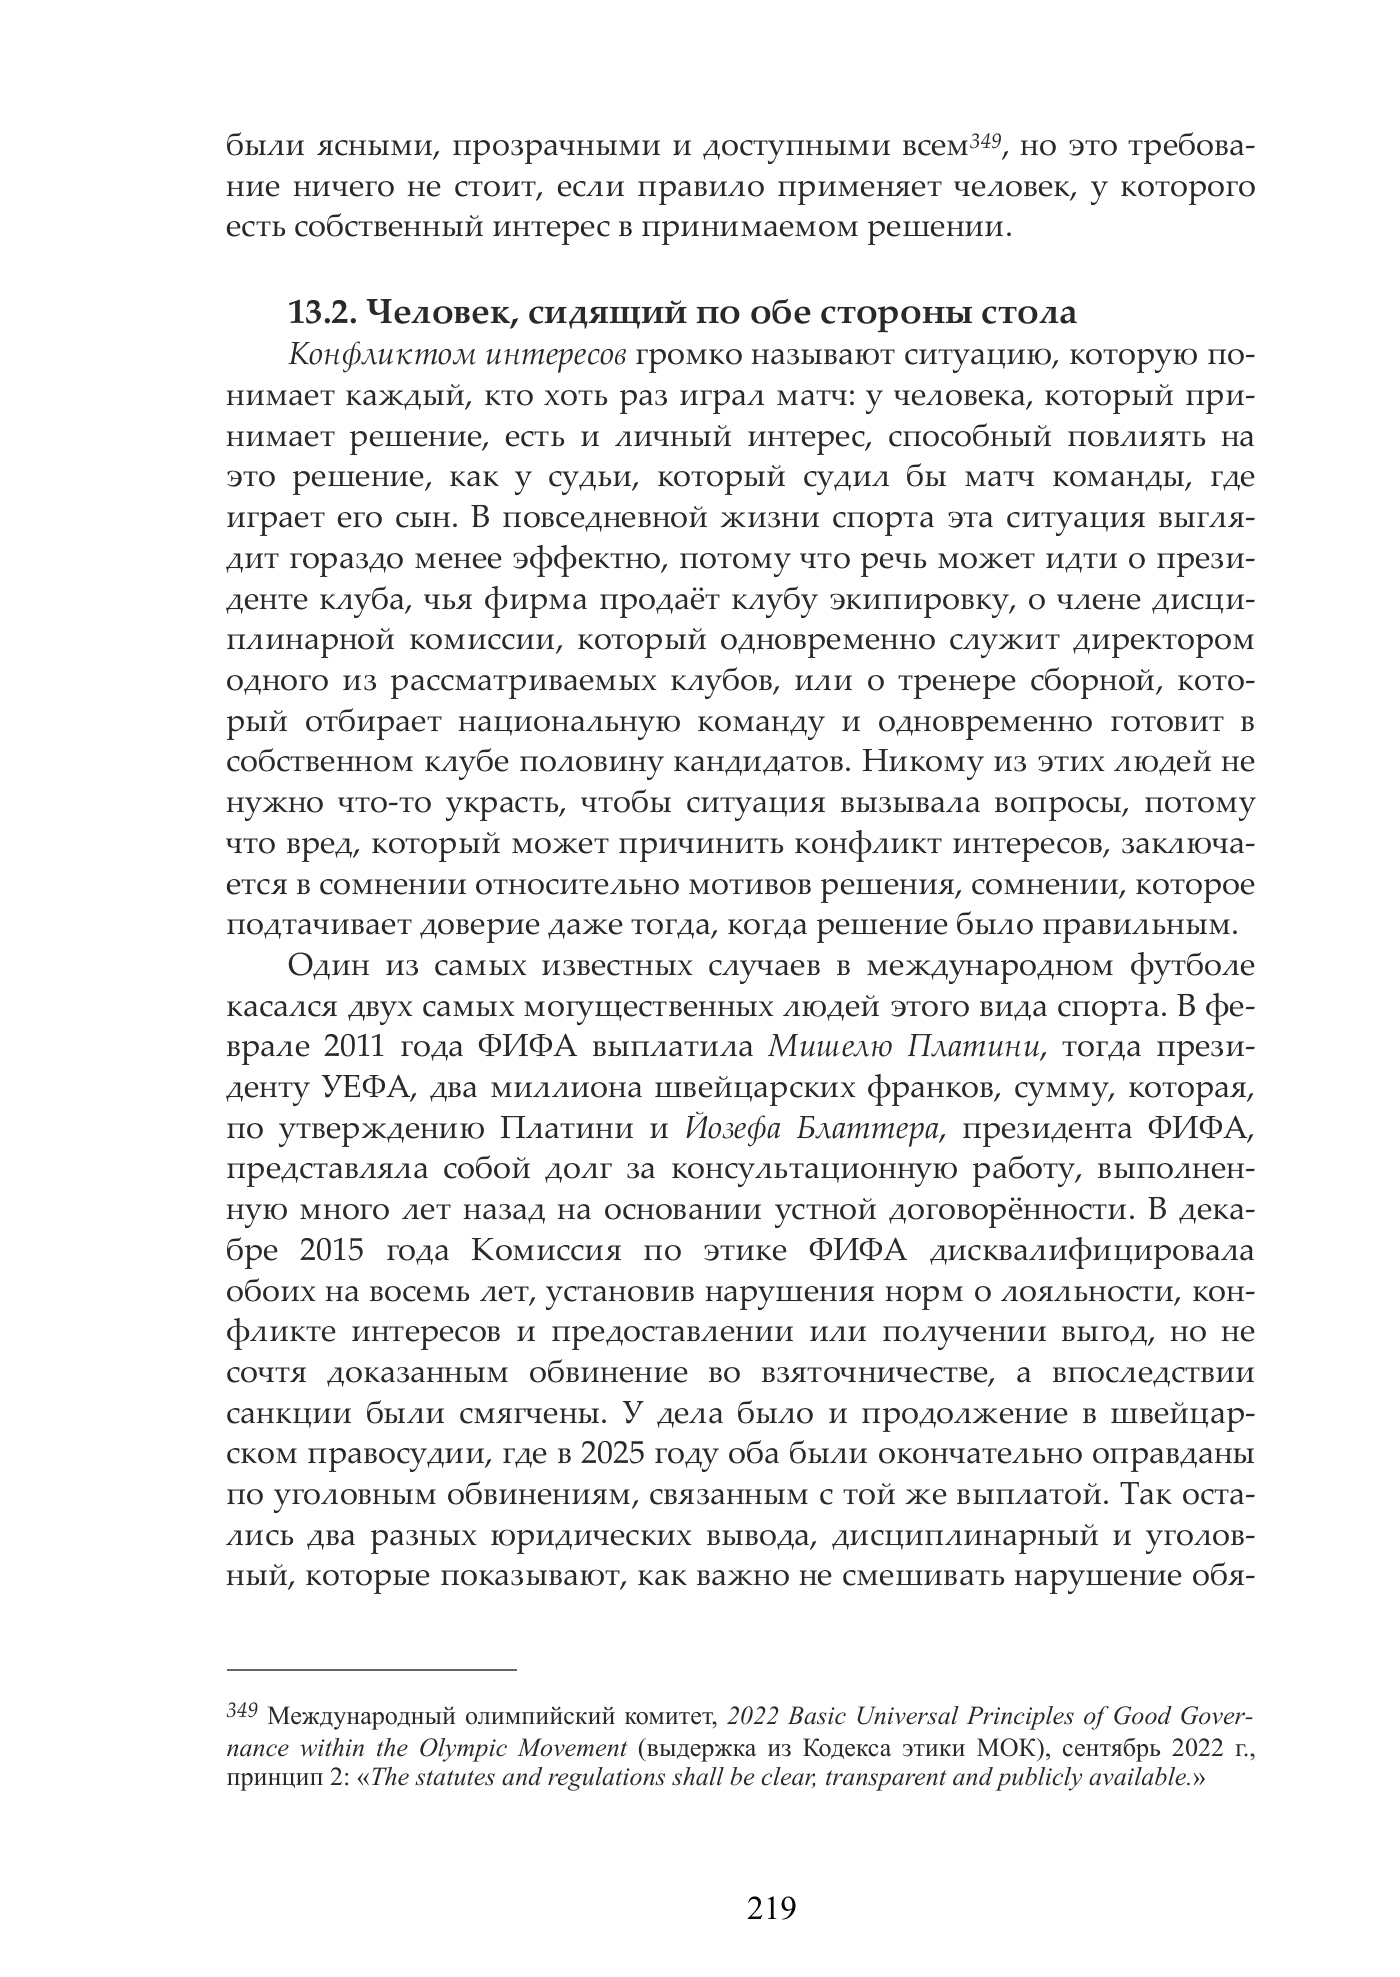 были ясными, прозрачными и доступными всем349, но это требова-
ние ничего не стоит, если правило применяет человек, у которого
есть собственный интерес в принимаемом решении.
13.2. Человек, сидящий по обе стороны стола
Конфликтом интересов громко называют ситуацию, которую по-
нимает каждый, кто хоть раз играл матч: у человека, который при-
нимает решение, есть и личный интерес, способный повлиять на
это решение, как у судьи, который судил бы матч команды, где
играет его сын. В повседневной жизни спорта эта ситуация выгля-
дит гораздо менее эффектно, потому что речь может идти о прези-
денте клуба, чья фирма продаёт клубу экипировку, о члене дисци-
плинарной комиссии, который одновременно служит директором
одного из рассматриваемых клубов, или о тренере сборной, кото-
рый отбирает национальную команду и одновременно готовит в
собственном клубе половину кандидатов. Никому из этих людей не
нужно что-то украсть, чтобы ситуация вызывала вопросы, потому
что вред, который может причинить конфликт интересов, заключа-
ется в сомнении относительно мотивов решения, сомнении, которое
подтачивает доверие даже тогда, когда решение было правильным.
Один из самых известных случаев в международном футболе
касался двух самых могущественных людей этого вида спорта. В фе-
врале 2011 года ФИФА выплатила Мишелю Платини, тогда прези-
денту УЕФА, два миллиона швейцарских франков, сумму, которая,
по утверждению Платини и Йозефа Блаттера, президента ФИФА,
представляла собой долг за консультационную работу, выполнен-
ную много лет назад на основании устной договорённости. В дека-
бре 2015 года Комиссия по этике ФИФА дисквалифицировала
обоих на восемь лет, установив нарушения норм о лояльности, кон-
фликте интересов и предоставлении или получении выгод, но не
сочтя доказанным обвинение во взяточничестве, а впоследствии
санкции были смягчены. У дела было и продолжение в швейцар-
ском правосудии, где в 2025 году оба были окончательно оправданы
по уголовным обвинениям, связанным с той же выплатой. Так оста-
лись два разных юридических вывода, дисциплинарный и уголов-
ный, которые показывают, как важно не смешивать нарушение обя-
349 Международный олимпийский комитет, 2022 Basic Universal Principles of Good Gover-
nance within the Olympic Movement (выдержка из Кодекса этики МОК), сентябрь 2022 г.,
принцип 2: «The statutes and regulations shall be clear, transparent and publicly available.»
219